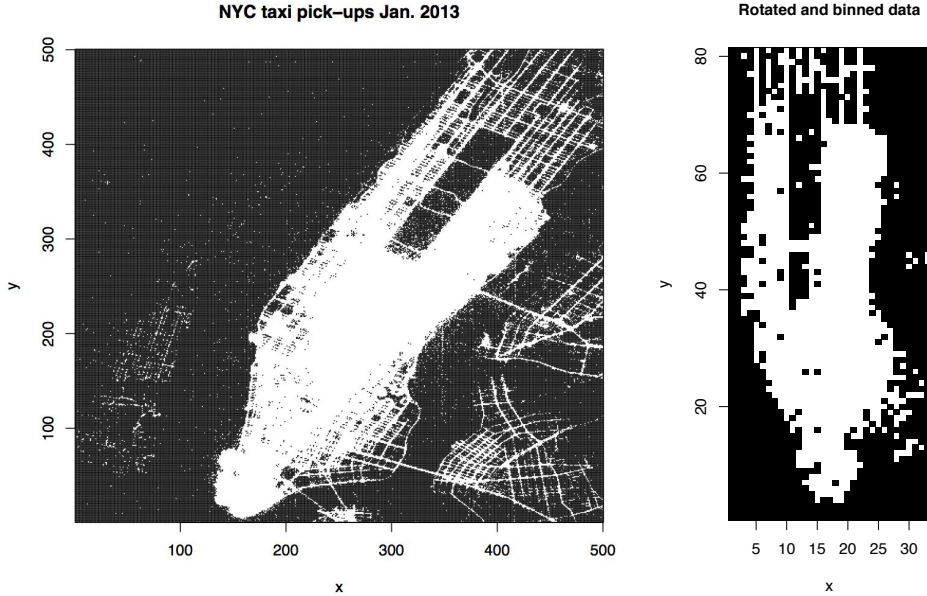 NYC taxi pick−ups Jan. 2013
500
400
300
200
100
y
100 200 300 400 500
x
Rotated and binned data
80
60
40
20
y
5 10 15 20 25 30
x